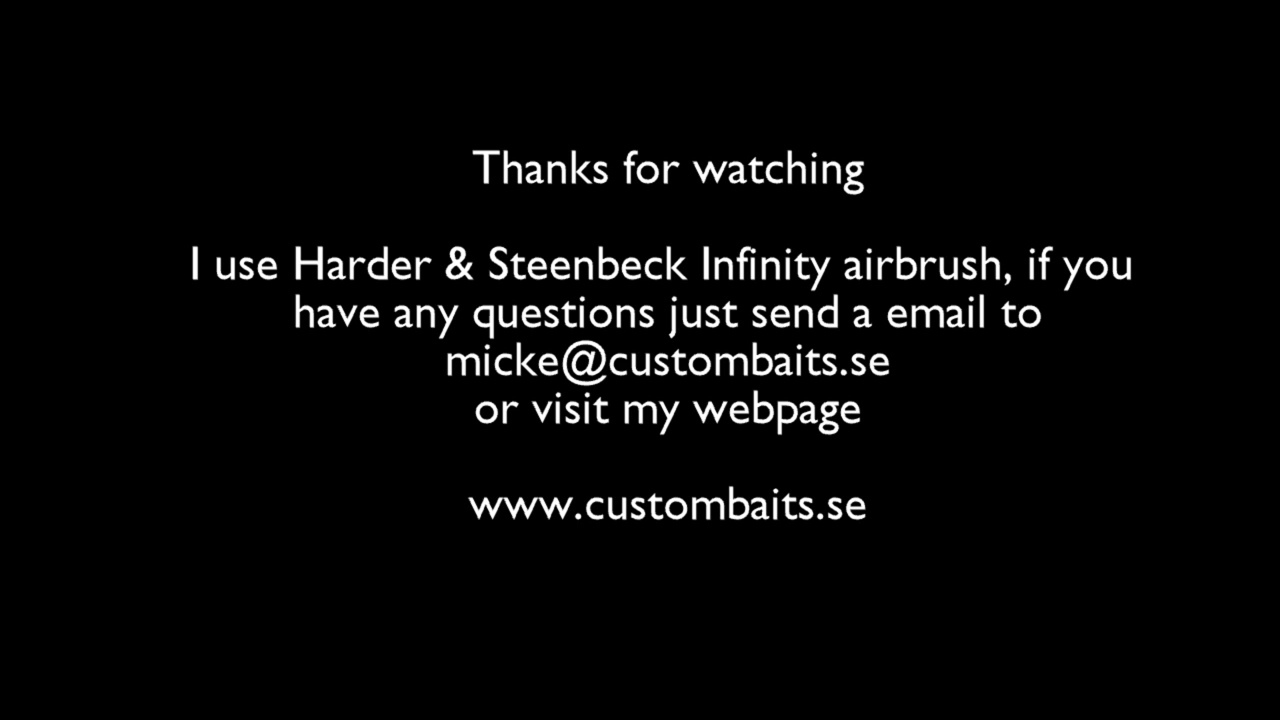 Thanks for watching
I use Harder & Steenbeck Infinity airbrush, if you
have any questions just send a email to
micke@custombaits.se
or visit my webpage
www.custombaits.se